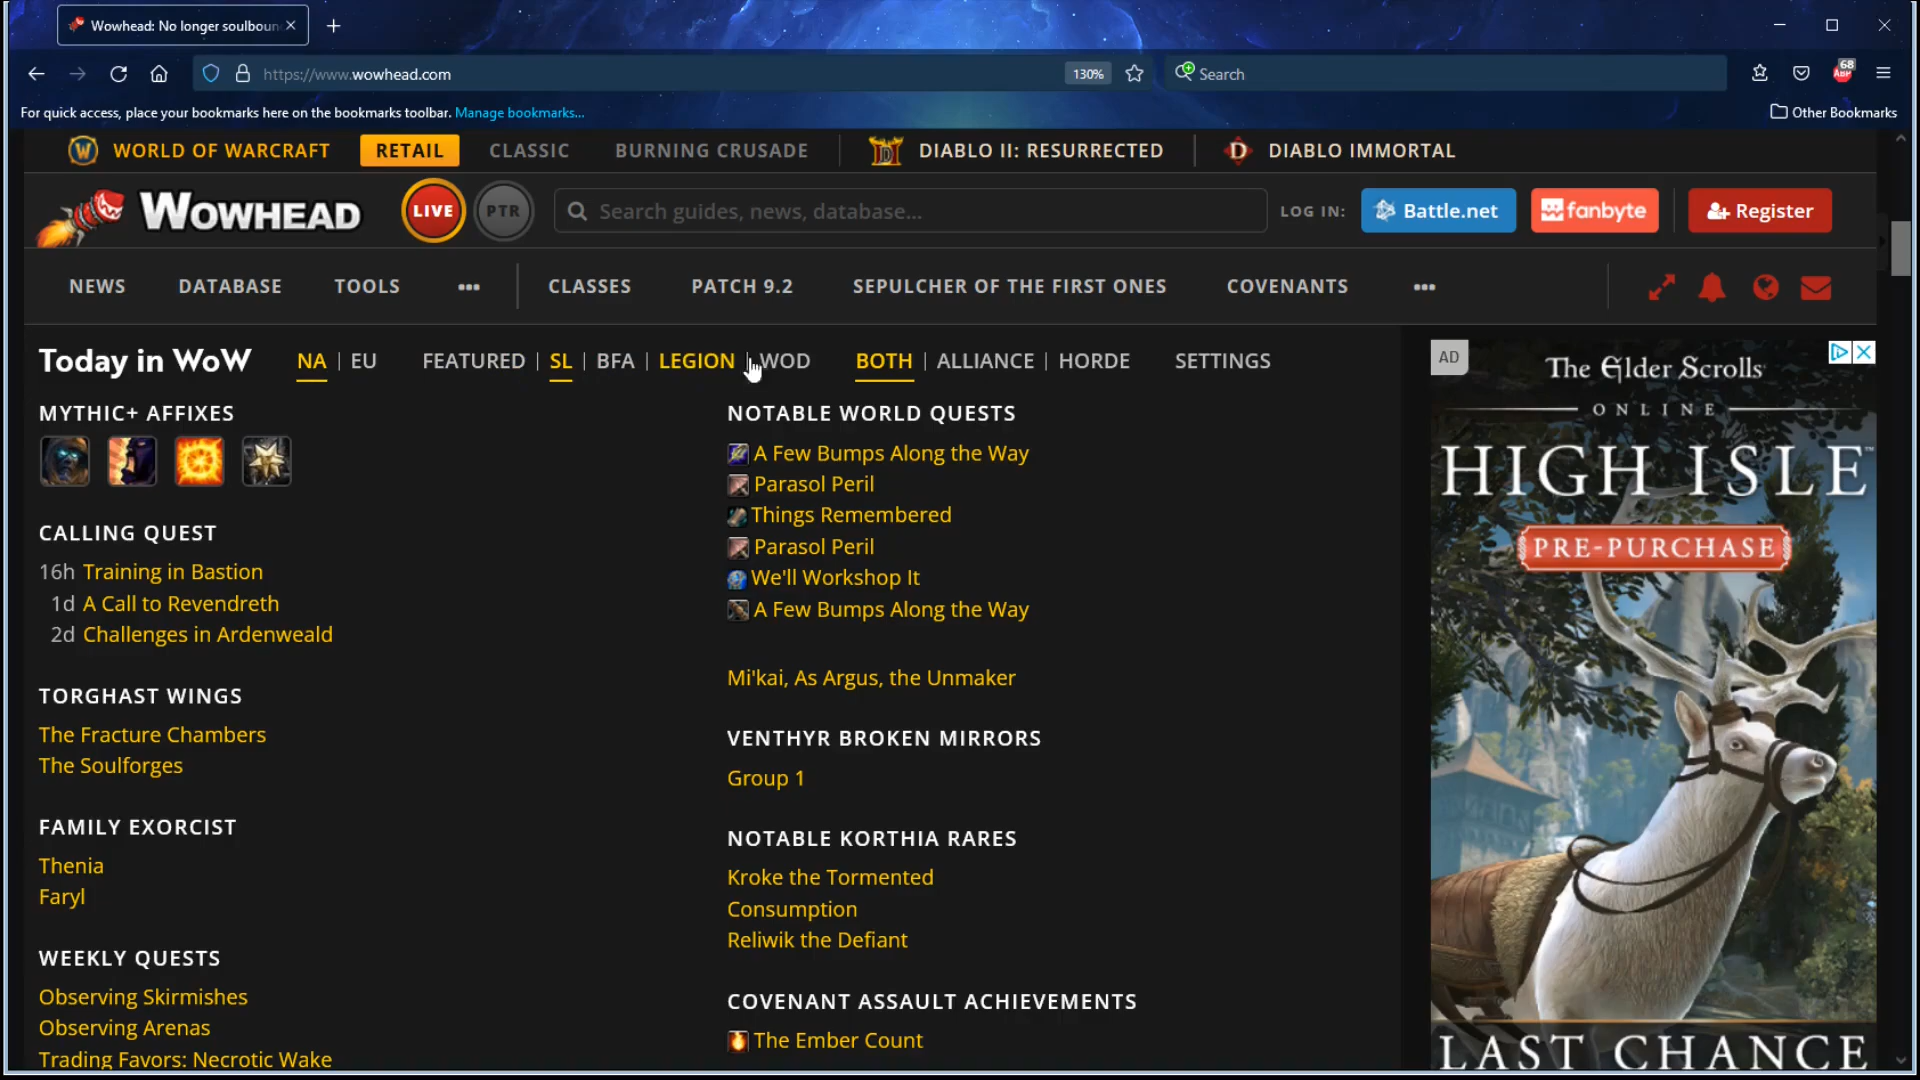 Wowhead: No longer soulboun
https://www.wowhead.com
130%
Search
68
ABP
For quick access, place your bookmarks here on the bookmarks toolbar. Manage bookmarks...
Other Bookmarks
WORLD OF WARCRAFT
RETAIL
CLASSIC
BURNING CRUSADE
DIABLO II: RESURRECTED
DIABLO IMMORTAL
WOWHEAD
LIVE
PTR
Search guides, news, database...
LOG IN:
Battle.net
fanbyte
Register
NEWS
DATABASE
TOOLS
CLASSES
PATCH 9.2
SEPULCHER OF THE FIRST ONES
COVENANTS
Today in WoW
NA | EU
FEATURED | SL | BFA | LEGION | WOD
BOTH | ALLIANCE | HORDE
SETTINGS
MYTHIC+ AFFIXES
CALLING QUEST
16h Training in Bastion
1d A Call to Revendreth
2d Challenges in Ardenweald
TORGHAST WINGS
The Fracture Chambers
The Soulforges
FAMILY EXORCIST
Thenia
Faryl
WEEKLY QUESTS
Observing Skirmishes
Observing Arenas
Trading Favors: Necrotic Wake
NOTABLE WORLD QUESTS
A Few Bumps Along the Way
Parasol Peril
Things Remembered
Parasol Peril
We'll Workshop It
A Few Bumps Along the Way
Mi'kai, As Argus, the Unmaker
VENTHYR BROKEN MIRRORS
Group 1
NOTABLE KORTHIA RARES
Kroke the Tormented
Consumption
Reliwik the Defiant
COVENANT ASSAULT ACHIEVEMENTS
The Ember Count
AD
The Elder Scrolls
ONLINE
HIGH ISLE™
PRE-PURCHASE
LAST CHANCE